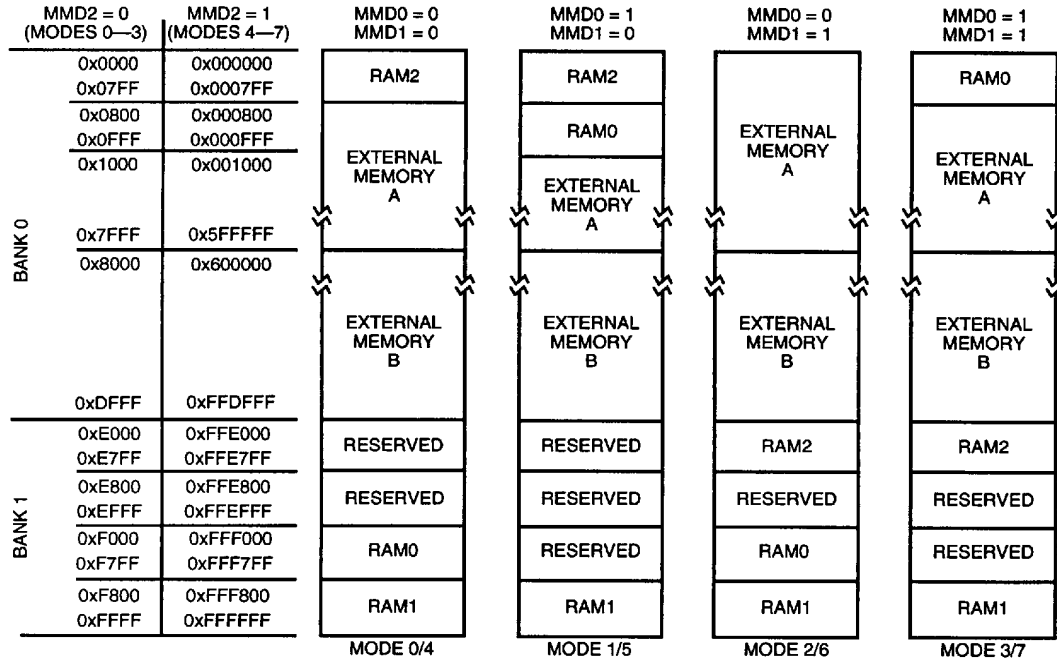 MMD2 = 0 MMD2 = 1 MMD0 = 0 MMD0 = 1 MMD0 = 0 MMD0 = 1
(MODES 0—3) (MODES 4—7) MMD1 = 0 MMD1 = 0 MMD1 = 1 MMD1 = 1
BANK 0
0x0000 0x000000
0x07FF 0x0007FF
0x0800 0x000800
0x0FFF 0x000FFF
0x1000 0x001000
0x7FFF 0x5FFFFF
0x8000 0x600000
0xDFFF 0xFFDFFF
BANK 1
0xE000 0xFFE000
0xE7FF 0xFFE7FF
0xE800 0xFFE800
0xEFFF 0xFFEFFF
0xF000 0xFFF000
0xF7FF 0xFFF7FF
0xF800 0xFFF800
0xFFFF 0xFFFFFF
RAM2
EXTERNAL
MEMORY
A
EXTERNAL
MEMORY
B
RESERVED
RESERVED
RAM0
RAM1
MODE 0/4
RAM2
RAM0
EXTERNAL
MEMORY
A
EXTERNAL
MEMORY
B
RESERVED
RESERVED
RESERVED
RAM1
MODE 1/5
EXTERNAL
MEMORY
A
EXTERNAL
MEMORY
B
RAM2
RESERVED
RAM0
RAM1
MODE 2/6
RAM0
EXTERNAL
MEMORY
A
EXTERNAL
MEMORY
B
RAM2
RESERVED
RESERVED
RAM1
MODE 3/7